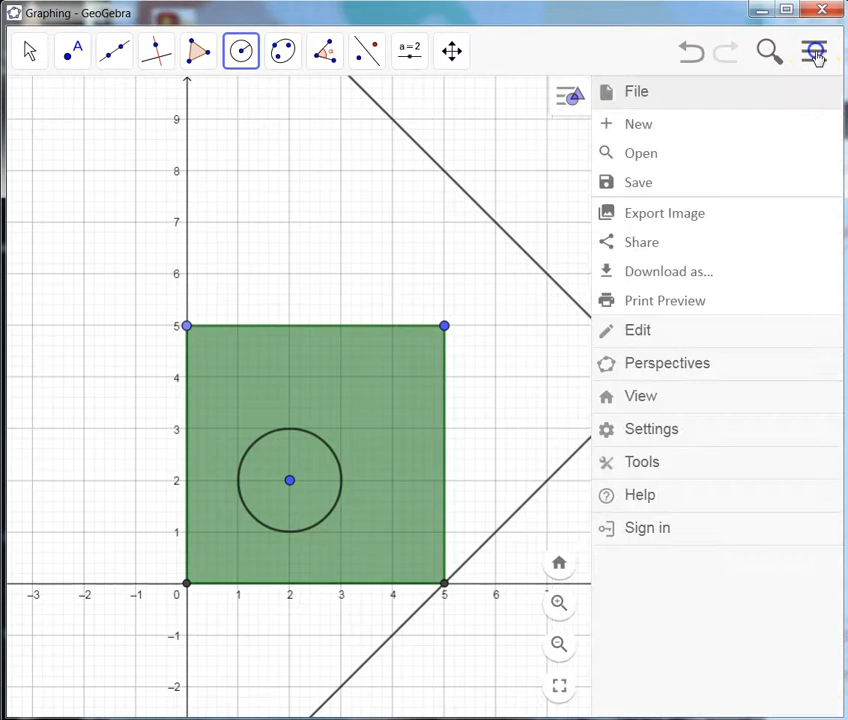 Graphing - GeoGebra
A
α
a=2
File
New
Open
Save
Export Image
Share
Download as...
Print Preview
Edit
Perspectives
View
Settings
Tools
Help
Sign in
9
8
7
6
5
4
3
2
1
−3 −2 −1 0 1 2 3 4 5 6
−1
−2